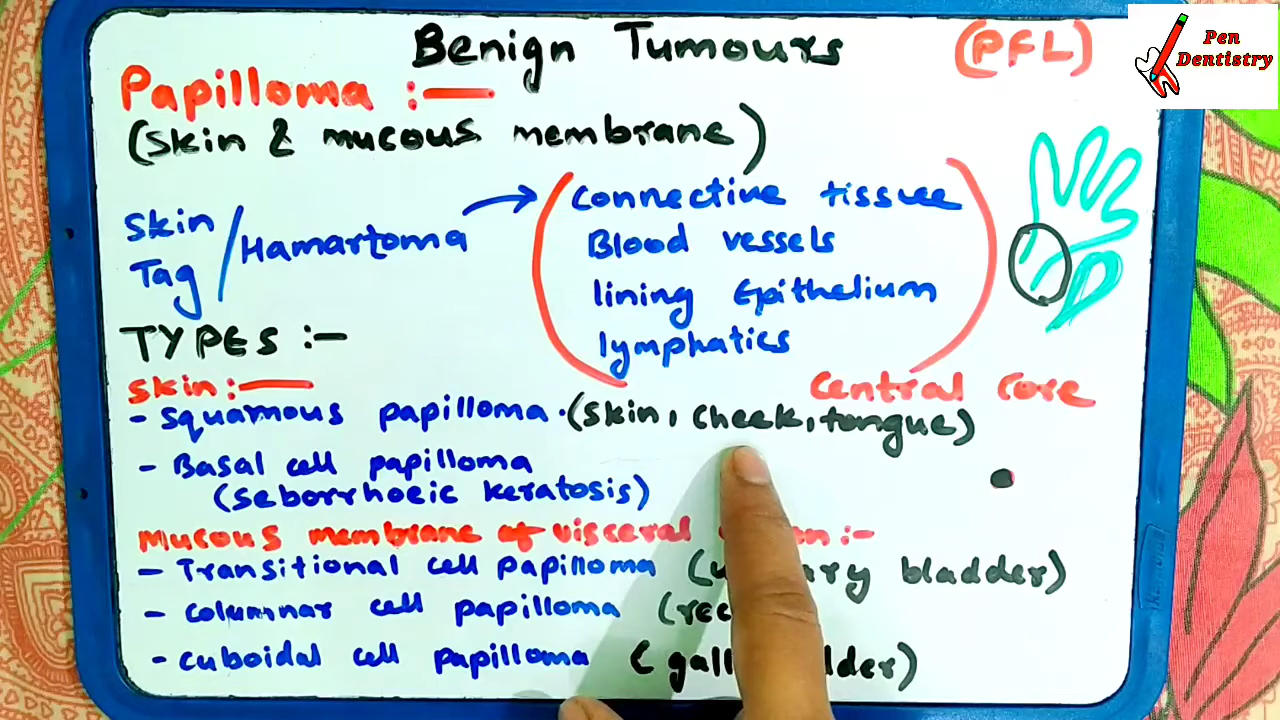 Benign Tumours
(PFL)
Pen
Dentistry
Papilloma :—
(skin & mucous membrane)
Skin
Tag / Hamartoma → (connective tissue
Blood vessels
lining Epithelium
lymphatics)
central core
TYPES :—
Skin :—
- squamous papilloma · (skin, cheek, tongue)
- Basal cell papilloma
(seborrhoeic keratosis)
Mucous membrane of visceral :-
- Transitional cell papilloma ( bladder)
- columnar cell papilloma (
- cuboidal cell papilloma ( )